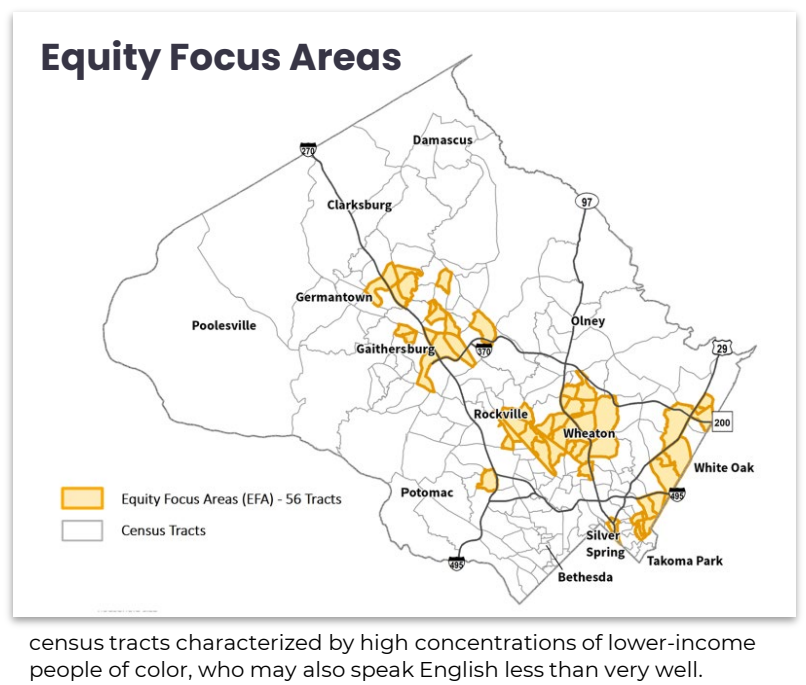 Equity Focus Areas
Damascus
270
97
Clarksburg
Germantown
Poolesville
Olney
Gaithersburg
370
29
Rockville
Wheaton
200
White Oak
Potomac
495
Equity Focus Areas (EFA) - 56 Tracts
Census Tracts
Silver
Spring
495
Takoma Park
Bethesda
census tracts characterized by high concentrations of lower-income
people of color, who may also speak English less than very well.